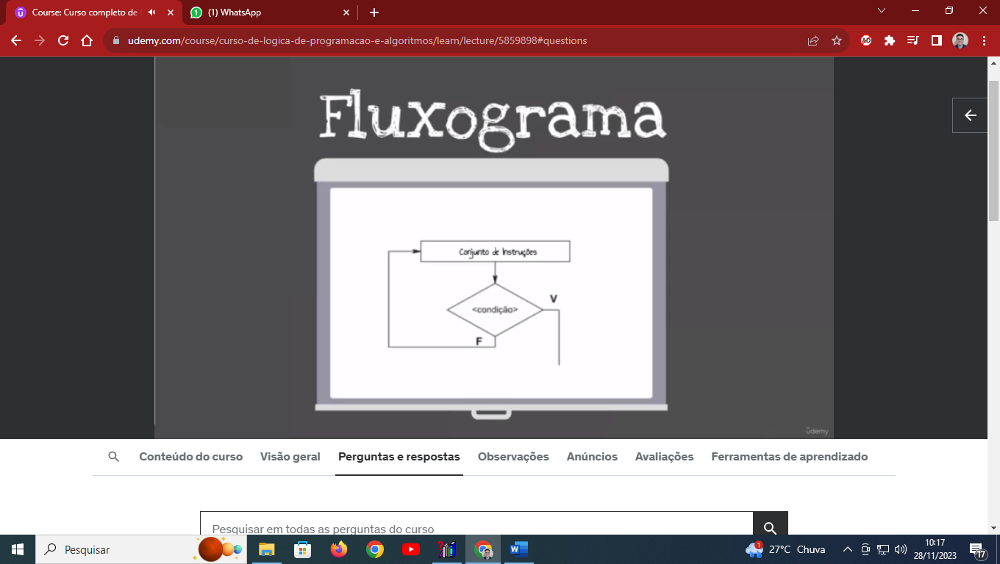 Course: Curso completo de
(1) WhatsApp
udemy.com/course/curso-de-logica-de-programacao-e-algoritmos/learn/lecture/5859898#questions
Fluxograma
Conjunto de Instruções
<condição>
V
F
udemy
Conteúdo do curso Visão geral Perguntas e respostas Observações Anúncios Avaliações Ferramentas de aprendizado
Pesquisar em todas as perguntas do curso
Pesquisar
1
27°C Chuva
10:17
28/11/2023
17